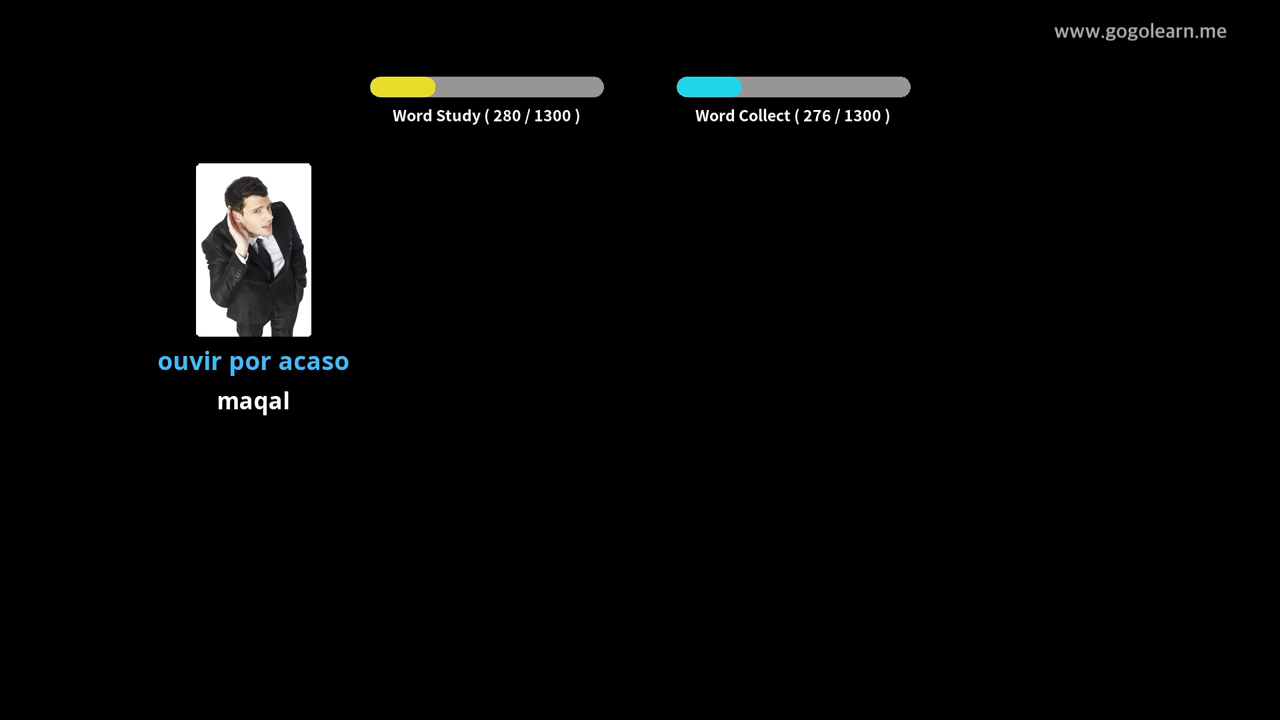 www.gogolearn.me
Word Study ( 280 / 1300 )
Word Collect ( 276 / 1300 )
ouvir por acaso
maqal